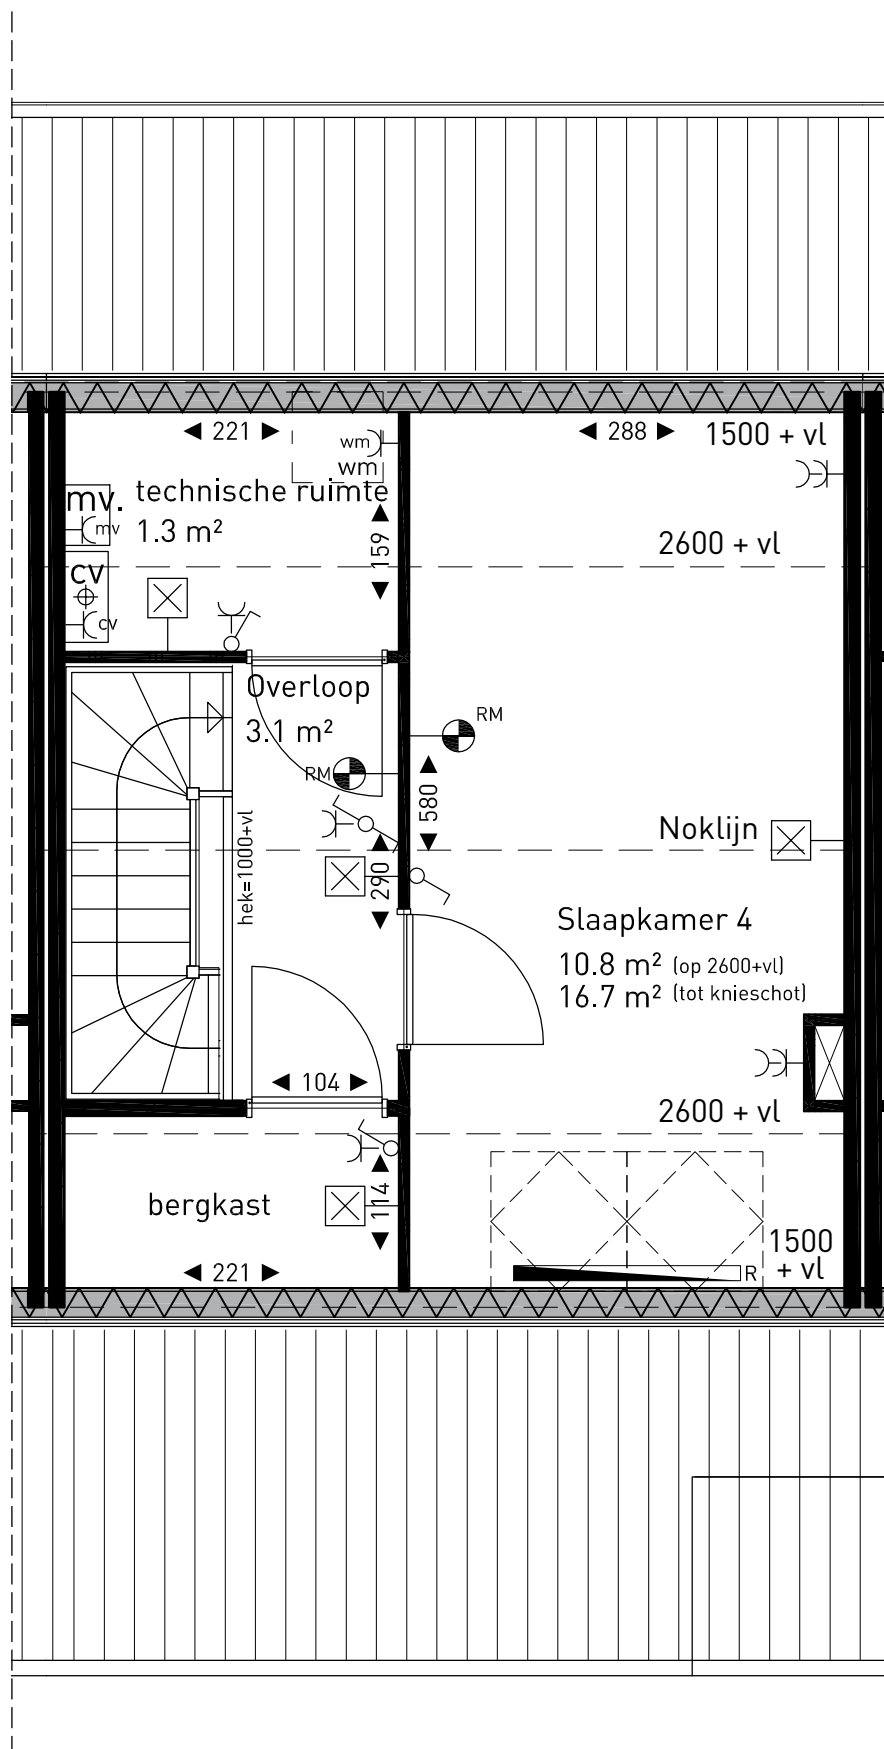 221
288
1500 + vl
wm
wm
technische ruimte
1.3 m²
mv.
mv
159
2600 + vl
cv
cv
Overloop
3.1 m²
RM
RM
580
hek=1000+vl
290
Noklijn
Slaapkamer 4
10.8 m² (op 2600+vl)
16.7 m² (tot knieschot)
104
2600 + vl
bergkast
114
221
1500
+ vl
R